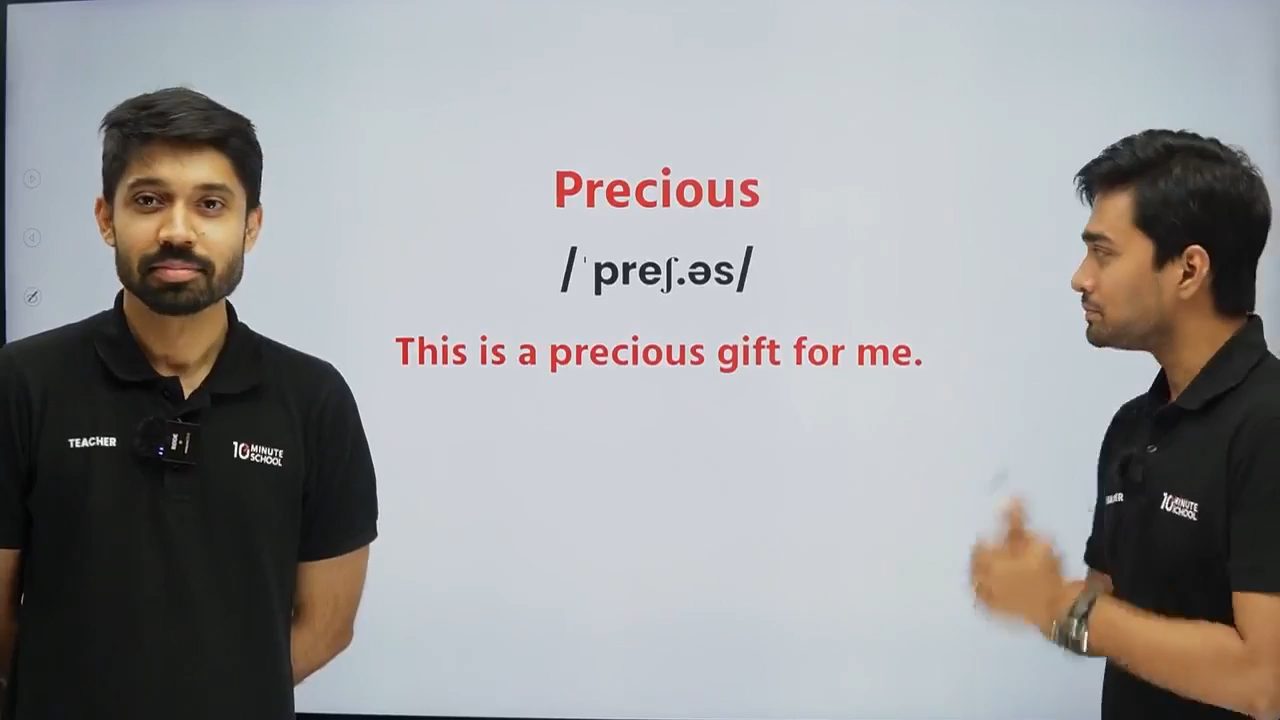 Precious
/ˈpreʃ.əs/
This is a precious gift for me.
TEACHER
10 MINUTE
SCHOOL
10 MINUTE
SCHOOL